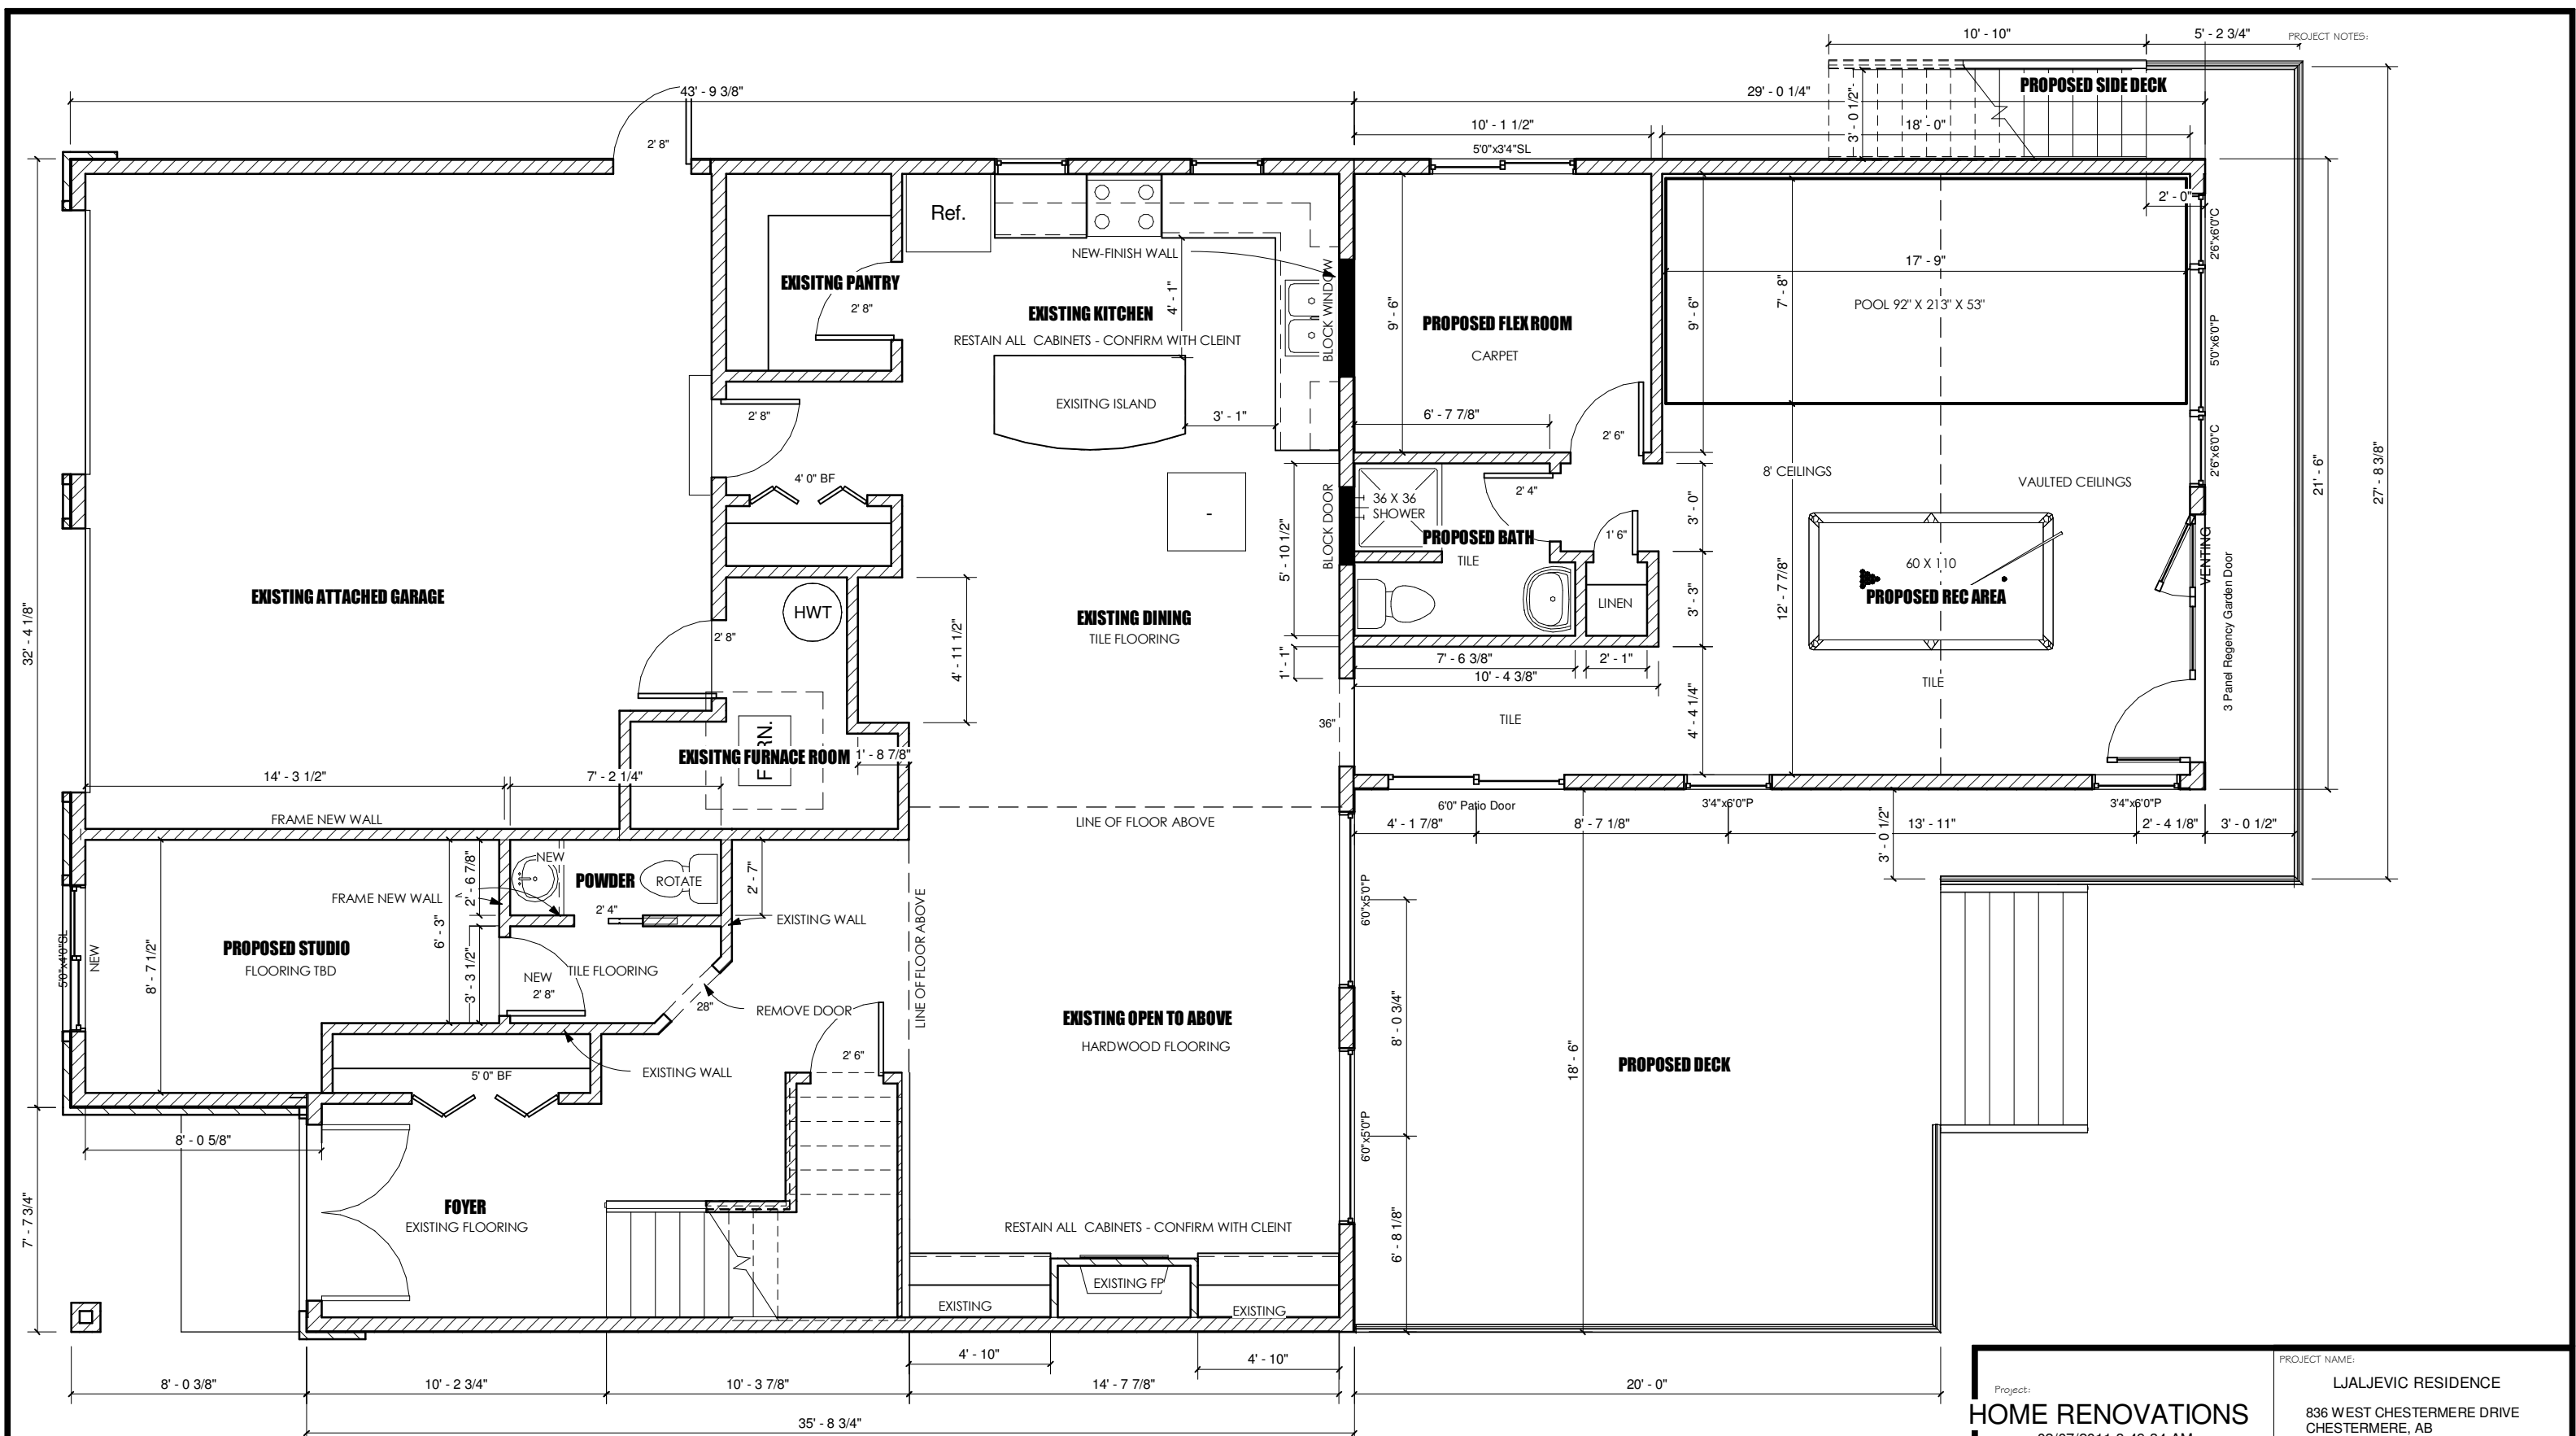 10' - 10"
5' - 2 3/4"
PROJECT NOTES:
43' - 9 3/8"
29' - 0 1/4"
PROPOSED SIDE DECK
3' - 0 1/2"
10' - 1 1/2"
18' - 0"
2' 8"
5'0"x3'4"SL
2' - 0"
Ref.
NEW-FINISH WALL
EXISITNG PANTRY
2' 8"
EXISTING KITCHEN
RESTAIN ALL CABINETS - CONFIRM WITH CLEINT
4' - 1"
BLOCK WINDOW
9' - 6"
PROPOSED FLEX ROOM
CARPET
9' - 6"
7' - 8"
17' - 9"
POOL 92" X 213" X 53"
2'6"x6'0"C
5'0"x6'0"P
2'6"x6'0"C
EXISITNG ISLAND
3' - 1"
2' 8"
6' - 7 7/8"
2' 6"
4' 0" BF
-
5' - 10 1/2"
BLOCK DOOR
36 X 36
SHOWER
2' 4"
PROPOSED BATH
TILE
1' 6"
3' - 0"
8' CEILINGS
VAULTED CEILINGS
21' - 6"
27' - 8 3/8"
12' - 7 7/8"
60 X 110
PROPOSED REC AREA
VENTING
3 Panel Regency Garden Door
32' - 4 1/8"
EXISTING ATTACHED GARAGE
HWT
2' 8"
4' - 11 1/2"
EXISTING DINING
TILE FLOORING
LINEN
3' - 3"
1' - 1"
7' - 6 3/8"
2' - 1"
10' - 4 3/8"
TILE
36"
TILE
4' - 4 1/4"
EXISITNG FURNACE ROOM
1' - 8 7/8"
14' - 3 1/2"
7' - 2 1/4"
FRAME NEW WALL
LINE OF FLOOR ABOVE
6'0" Patio Door
3'4"x6'0"P
3'4"x6'0"P
4' - 1 7/8"
8' - 7 1/8"
13' - 11"
2' - 4 1/8"
3' - 0 1/2"
3' - 0 1/2"
NEW
POWDER
ROTATE
2' - 6 7/8"
2' - 7"
FRAME NEW WALL
2' 4"
EXISTING WALL
6' - 3"
6'0"x5'0"P
LINE OF FLOOR ABOVE
5'0"x4'0"SL
NEW
8' - 7 1/2"
PROPOSED STUDIO
FLOORING TBD
3' - 3 1/2"
NEW
TILE FLOORING
2' 8"
28"
REMOVE DOOR
EXISTING OPEN TO ABOVE
HARDWOOD FLOORING
8' - 0 3/4"
18' - 6"
PROPOSED DECK
2' 6"
5' 0" BF
EXISTING WALL
6'0"x5'0"P
8' - 0 5/8"
7' - 7 3/4"
FOYER
EXISTING FLOORING
RESTAIN ALL CABINETS - CONFIRM WITH CLEINT
6' - 8 1/8"
EXISTING FP
EXISTING
EXISTING
4' - 10"
4' - 10"
8' - 0 3/8"
10' - 2 3/4"
10' - 3 7/8"
14' - 7 7/8"
20' - 0"
35' - 8 3/4"
Project:
HOME RENOVATIONS
PROJECT NAME:
LJALJEVIC RESIDENCE
836 WEST CHESTERMERE DRIVE
CHESTERMERE, AB